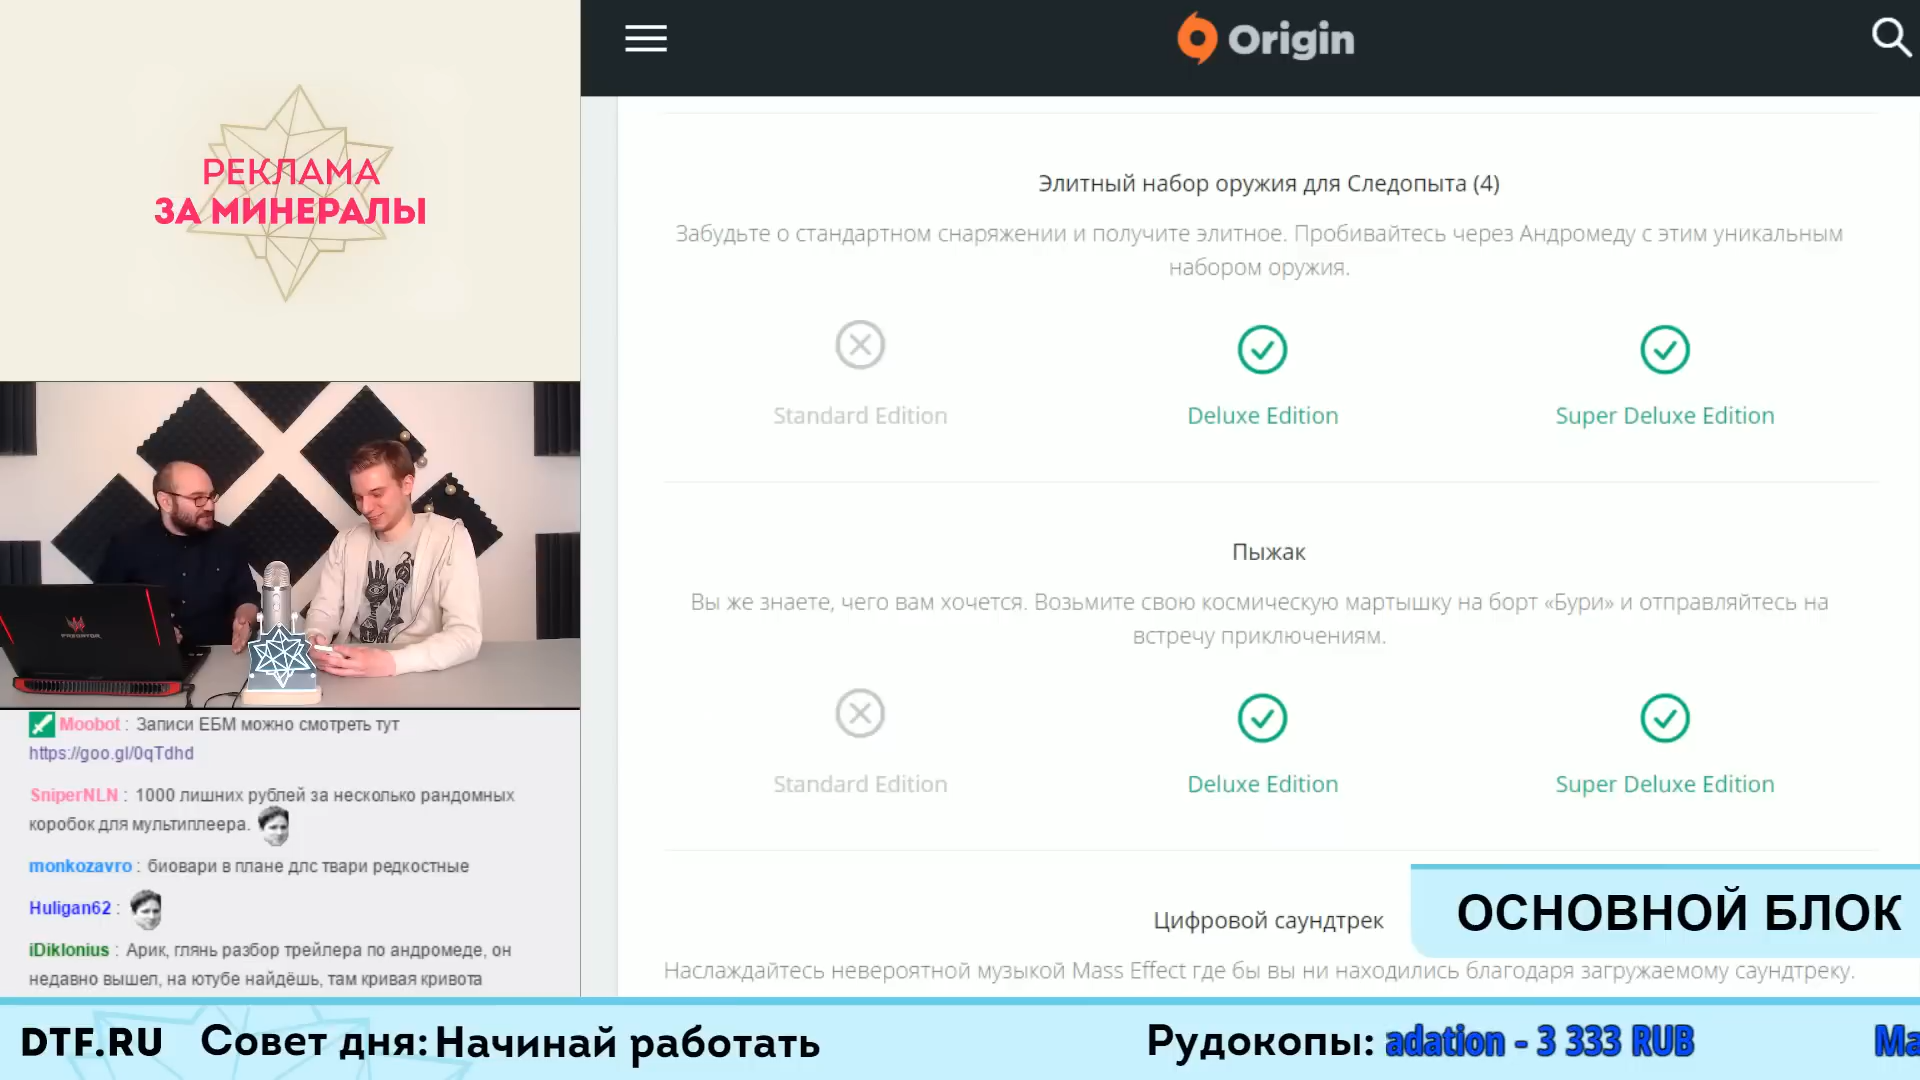 РЕКЛАМА
ЗА МИНЕРАЛЫ
PREDATOR
Moobot : Записи ЕБМ можно смотреть тут
https://goo.gl/0qTdhd
SniperNLN : 1000 лишних рублей за несколько рандомных
коробок для мультиплеера.
monkozavro : биовари в плане длс твари редкостные
Huligan62 :
iDiklonius : Арик, глянь разбор трейлера по андромеде, он
недавно вышел, на ютубе найдёшь, там кривая кривота
Origin
Элитный набор оружия для Следопыта (4)
Забудьте о стандартном снаряжении и получите элитное. Пробивайтесь через Андромеду с этим уникальным
набором оружия.
Standard Edition
Deluxe Edition
Super Deluxe Edition
Пыжак
Вы же знаете, чего вам хочется. Возьмите свою космическую мартышку на борт «Бури» и отправляйтесь на
встречу приключениям.
Standard Edition
Deluxe Edition
Super Deluxe Edition
Цифровой саундтрек
ОСНОВНОЙ БЛОК
Наслаждайтесь невероятной музыкой Mass Effect где бы вы ни находились благодаря загружаемому саундтреку.
DTF.RU Совет дня: Начинай работать
Рудокопы: adation - 3 333 RUB Ma